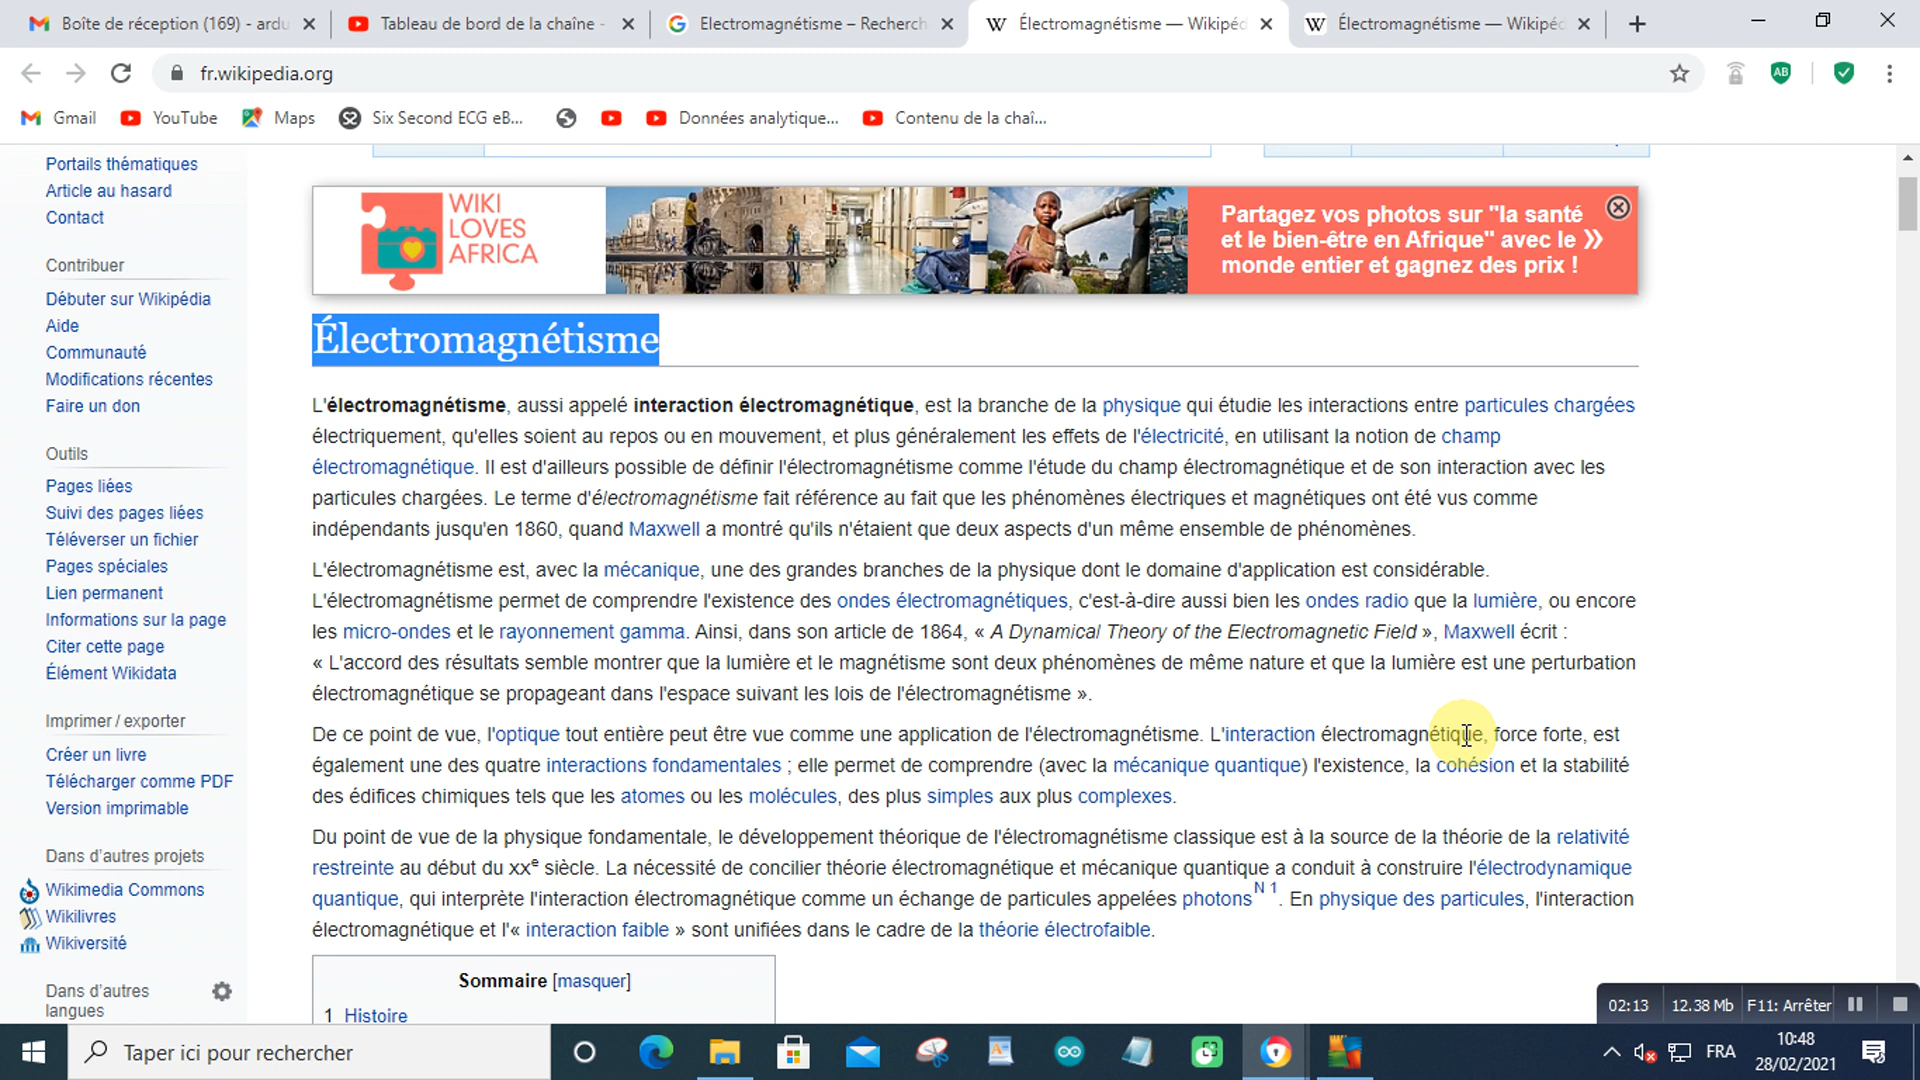 Boîte de réception (169) - ardu
Tableau de bord de la chaîne -
Electromagnétisme – Recherch
Électromagnétisme — Wikipéd
Électromagnétisme — Wikipéd
fr.wikipedia.org
AB
Gmail
YouTube
Maps
Six Second ECG eB...
Données analytique...
Contenu de la chaî...
Portails thématiques
Article au hasard
Contact
Contribuer
Débuter sur Wikipédia
Aide
Communauté
Modifications récentes
Faire un don
Outils
Pages liées
Suivi des pages liées
Téléverser un fichier
Pages spéciales
Lien permanent
Informations sur la page
Citer cette page
Élément Wikidata
Imprimer / exporter
Créer un livre
Télécharger comme PDF
Version imprimable
Dans d'autres projets
Wikimedia Commons
Wikilivres
Wikiversité
Dans d'autres
langues
WIKI
LOVES
AFRICA
Partagez vos photos sur "la santé
et le bien-être en Afrique" avec le
monde entier et gagnez des prix !
Électromagnétisme
L'électromagnétisme, aussi appelé interaction électromagnétique, est la branche de la physique qui étudie les interactions entre particules chargées
électriquement, qu'elles soient au repos ou en mouvement, et plus généralement les effets de l'électricité, en utilisant la notion de champ
électromagnétique. Il est d'ailleurs possible de définir l'électromagnétisme comme l'étude du champ électromagnétique et de son interaction avec les
particules chargées. Le terme d'électromagnétisme fait référence au fait que les phénomènes électriques et magnétiques ont été vus comme
indépendants jusqu'en 1860, quand Maxwell a montré qu'ils n'étaient que deux aspects d'un même ensemble de phénomènes.
L'électromagnétisme est, avec la mécanique, une des grandes branches de la physique dont le domaine d'application est considérable.
L'électromagnétisme permet de comprendre l'existence des ondes électromagnétiques, c'est-à-dire aussi bien les ondes radio que la lumière, ou encore
les micro-ondes et le rayonnement gamma. Ainsi, dans son article de 1864, « A Dynamical Theory of the Electromagnetic Field », Maxwell écrit :
« L'accord des résultats semble montrer que la lumière et le magnétisme sont deux phénomènes de même nature et que la lumière est une perturbation
électromagnétique se propageant dans l'espace suivant les lois de l'électromagnétisme ».
De ce point de vue, l'optique tout entière peut être vue comme une application de l'électromagnétisme. L'interaction électromagnétique, force forte, est
également une des quatre interactions fondamentales ; elle permet de comprendre (avec la mécanique quantique) l'existence, la cohésion et la stabilité
des édifices chimiques tels que les atomes ou les molécules, des plus simples aux plus complexes.
Du point de vue de la physique fondamentale, le développement théorique de l'électromagnétisme classique est à la source de la théorie de la relativité
restreinte au début du XXe siècle. La nécessité de concilier théorie électromagnétique et mécanique quantique a conduit à construire l'électrodynamique
quantique, qui interprète l'interaction électromagnétique comme un échange de particules appelées photons N 1. En physique des particules, l'interaction
électromagnétique et l'« interaction faible » sont unifiées dans le cadre de la théorie électrofaible.
Sommaire [masquer]
1 Histoire
02:13 12.38 Mb F11: Arrêter
Taper ici pour rechercher
FRA
10:48
28/02/2021